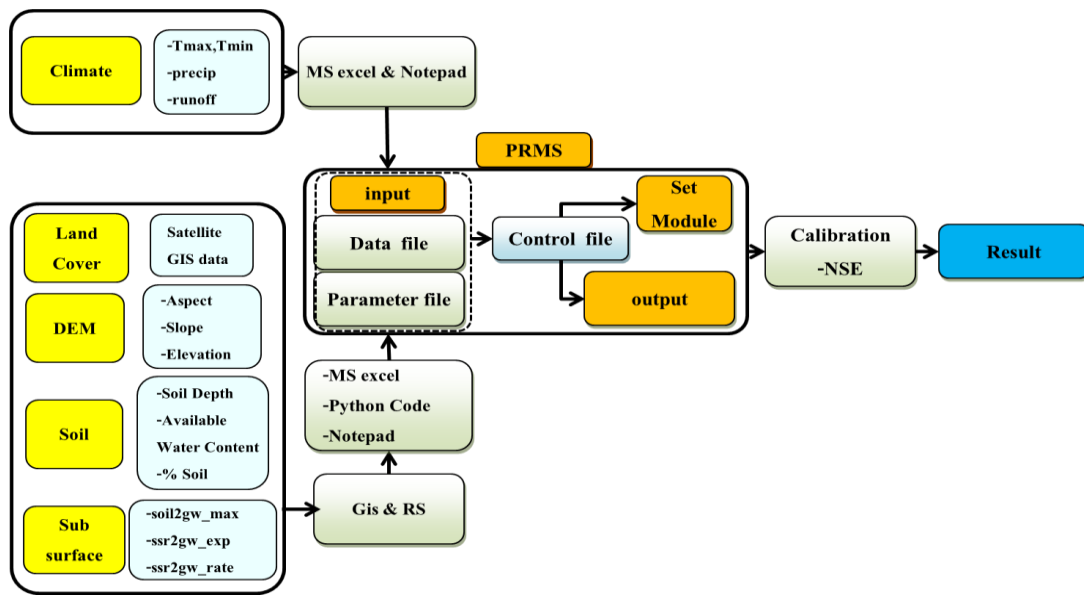 Climate
-Tmax,Tmin
-precip
-runoff
MS excel & Notepad
PRMS
input
Data file
Parameter file
Control file
Set
Module
output
Calibration
-NSE
Result
Land
Cover
Satellite
GIS data
DEM
-Aspect
-Slope
-Elevation
Soil
-Soil Depth
-Available
Water Content
-% Soil
Sub
surface
-soil2gw_max
-ssr2gw_exp
-ssr2gw_rate
-MS excel
-Python Code
-Notepad
Gis & RS